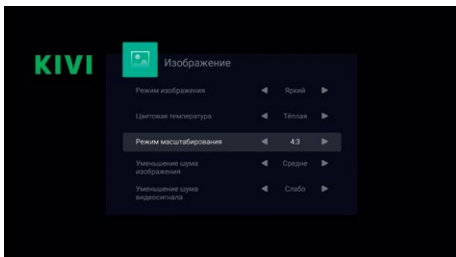 KIVI
Изображение
Режим изображения Яркий
Цветовая температура Тёплая
Режим масштабирования 4:3
Уменьшение шума
изображения Средне
Уменьшение шума
видеосигнала Слабо